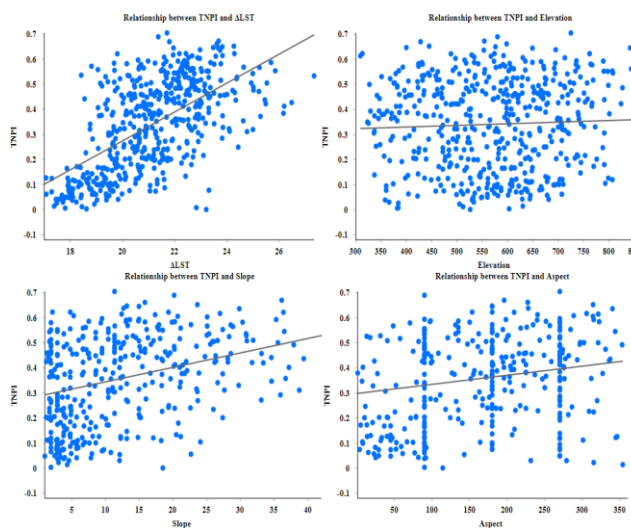 Relationship between TNPI and ΔLST
TNPI
0.7
0.6
0.5
0.4
0.3
0.2
0.1
0
-0.1
18 20 22 24 26
ΔLST
Relationship between TNPI and Elevation
TNPI
0.7
0.6
0.5
0.4
0.3
0.2
0.1
0
-0.1
300 350 400 450 500 550 600 650 700 750 800
Elevation
Relationship between TNPI and Slope
TNPI
0.7
0.6
0.5
0.4
0.3
0.2
0.1
0
-0.1
5 10 15 20 25 30 35 40
Slope
Relationship between TNPI and Aspect
TNPI
0.7
0.6
0.5
0.4
0.3
0.2
0.1
0
-0.1
50 100 150 200 250 300 350
Aspect